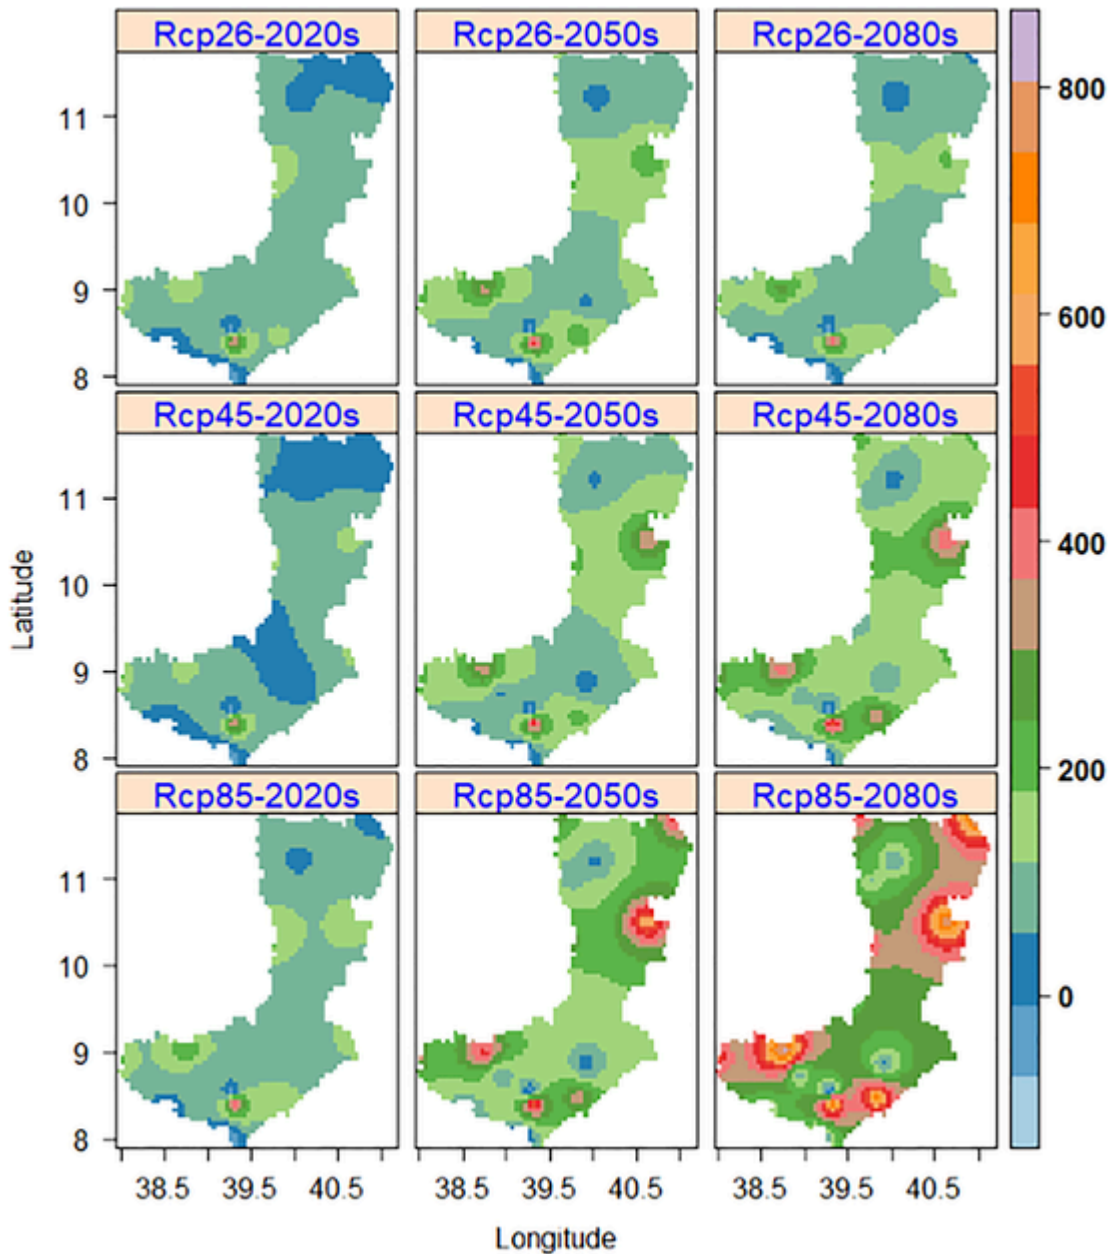 Rcp26-2020s Rcp26-2050s Rcp26-2080s
800
11
10
600
9
8
Rcp45-2020s Rcp45-2050s Rcp45-2080s
11
400
Latitude
10
9
200
8
Rcp85-2020s Rcp85-2050s Rcp85-2080s
11
10
0
9
8
38.5 39.5 40.5 38.5 39.5 40.5 38.5 39.5 40.5
Longitude